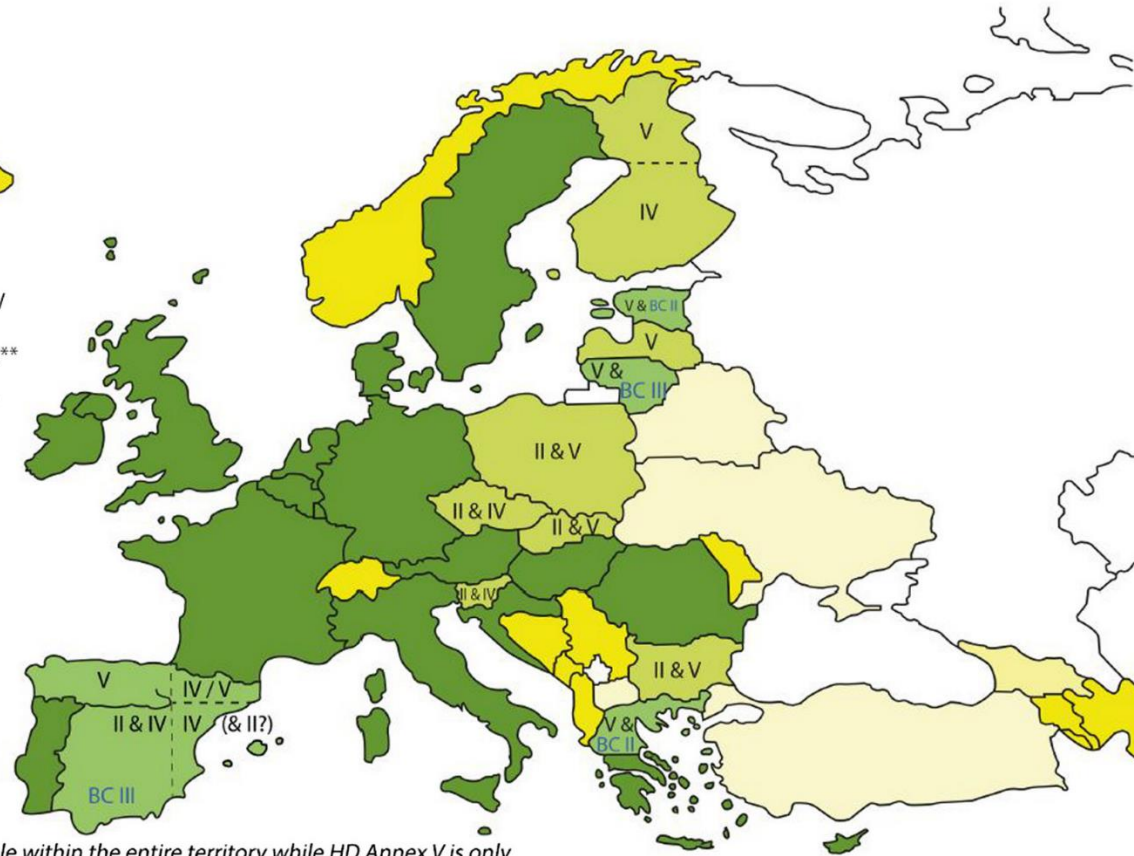 V
IV
/
V & BC II
**
V
V &
BC III
II & V
II & IV
II & V
II & IV
V
IV / V
II & V
II & IV
IV
(& II?)
V &
BC II
BC III
le within the entire territory while HD Annex V is only